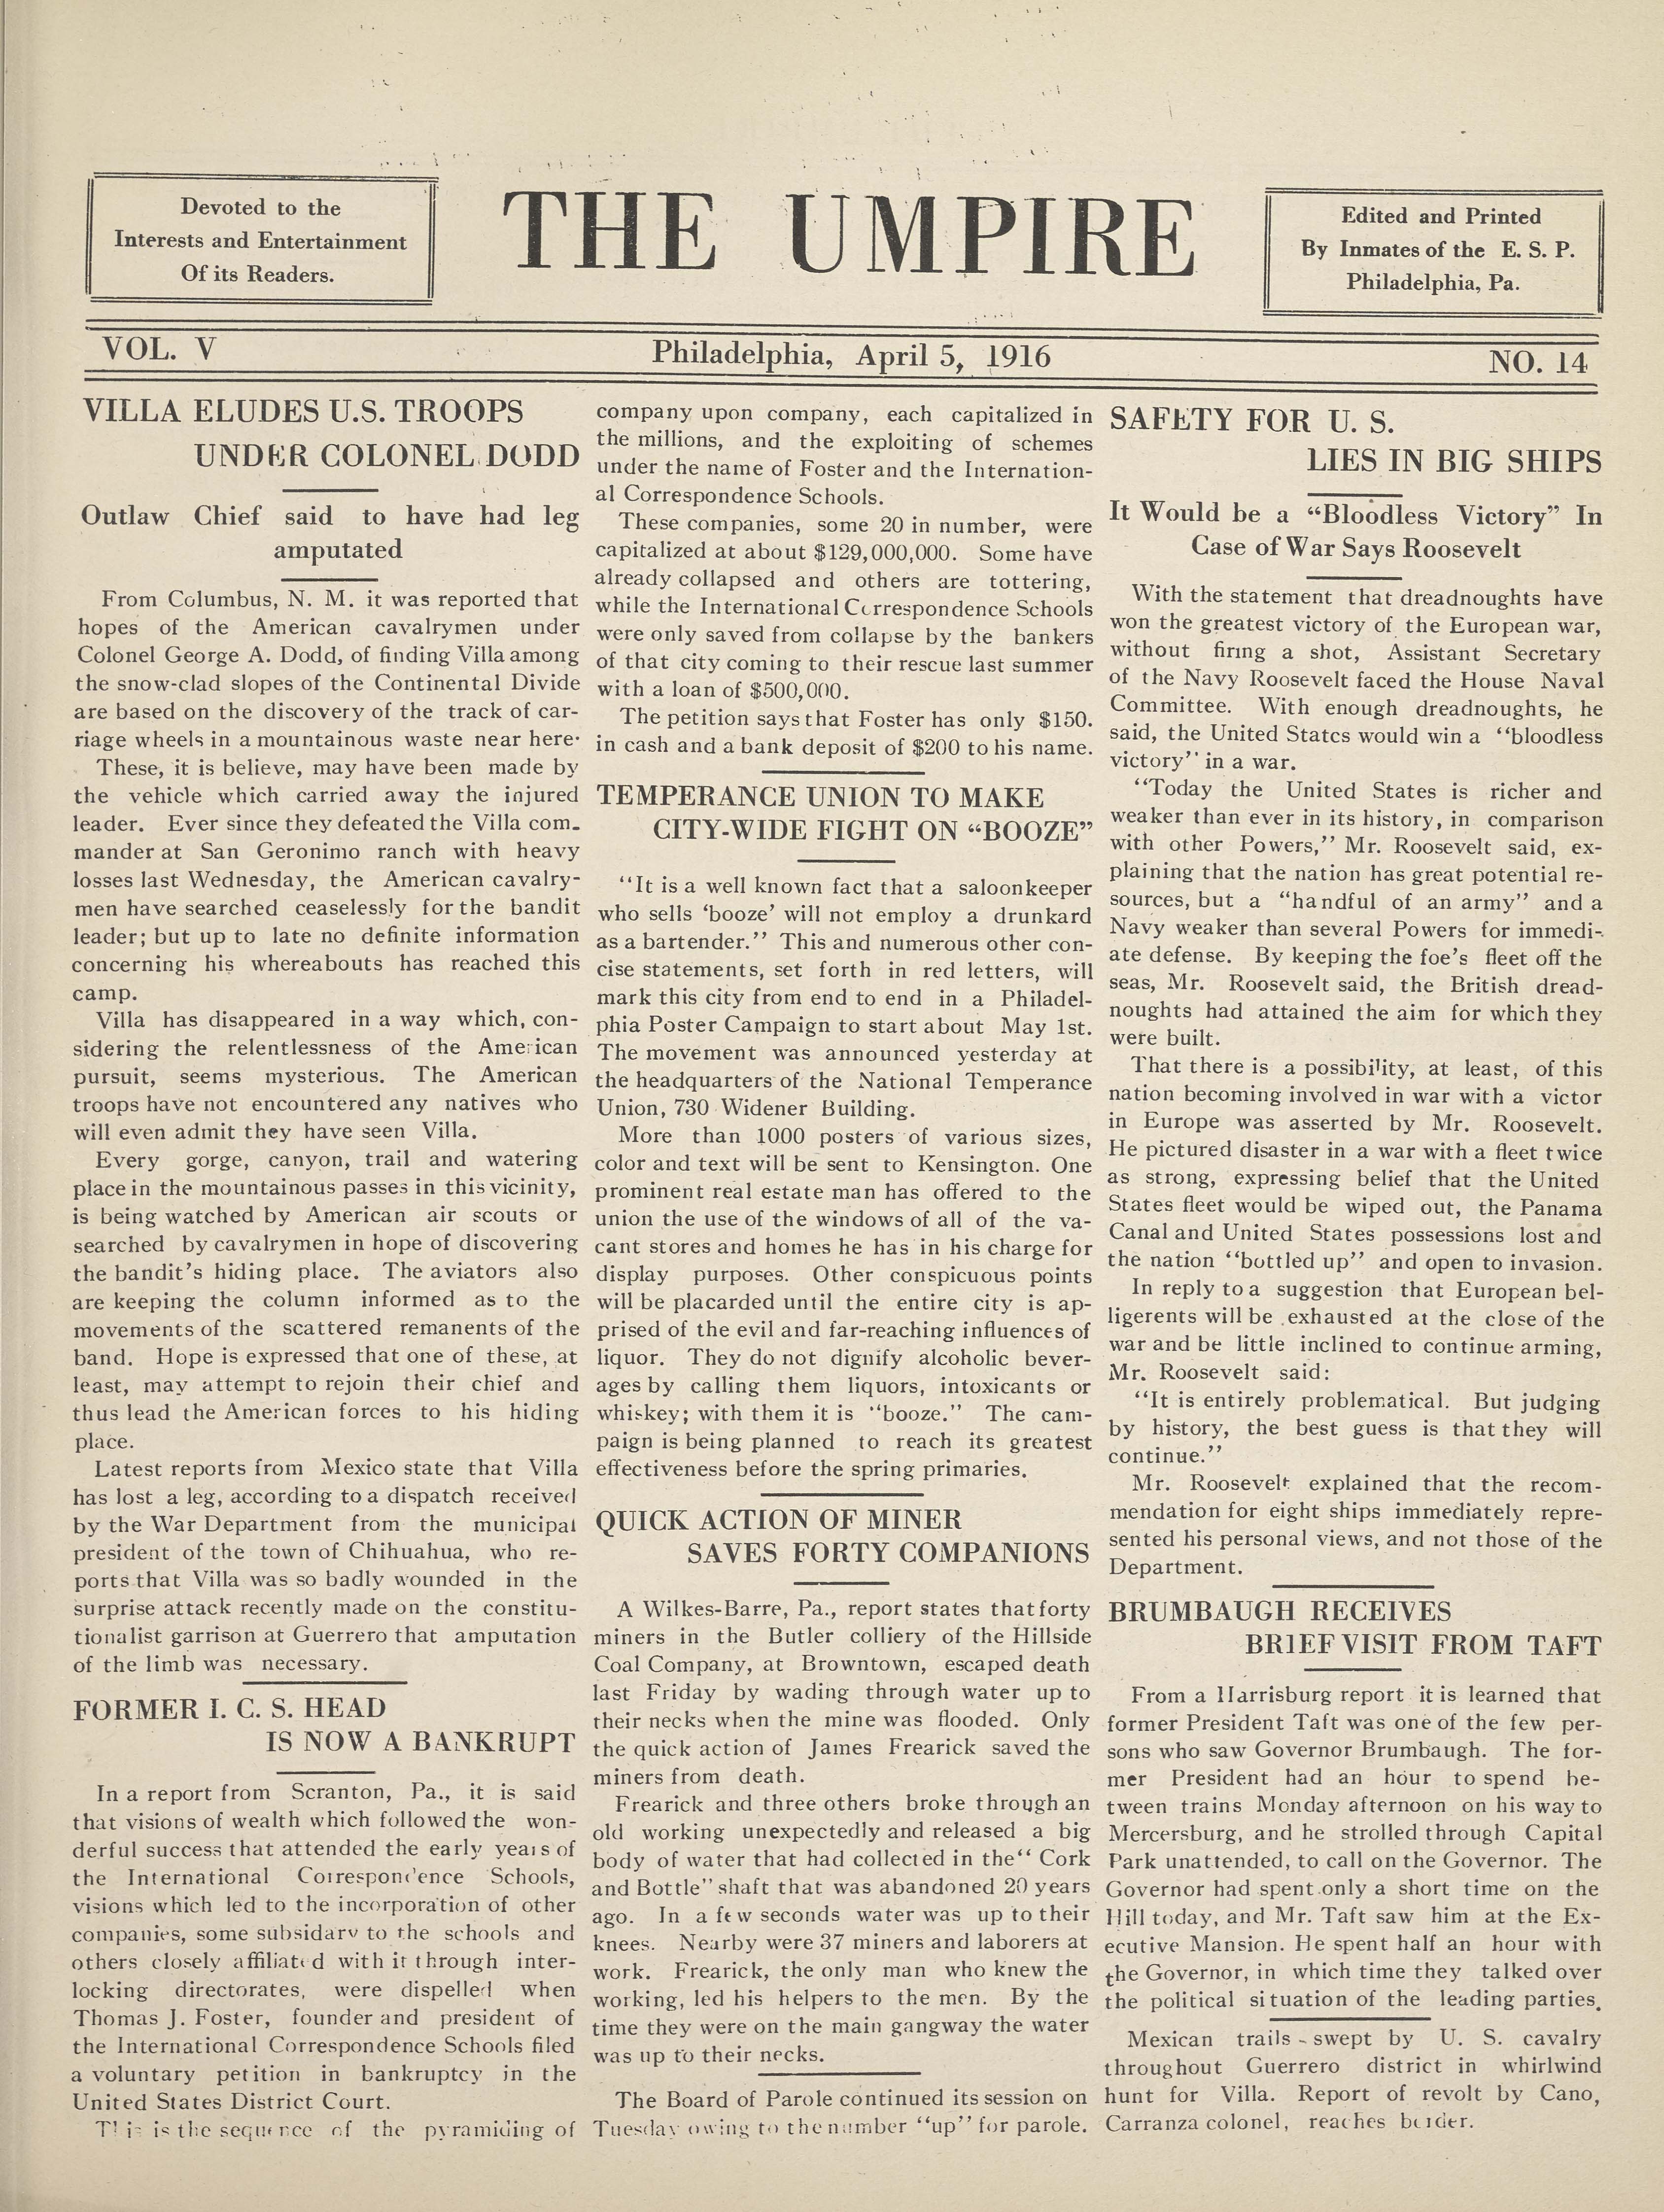 Devoted to the
Interests and Entertainment
Of its Readers.
THE UMPIRE
Edited and Printed
By Inmates of the E. S. P.
Philadelphia, Pa.
VOL. V
Philadelphia, April 5, 1916
NO. 14
VILLA ELUDES U.S. TROOPS
UNDER COLONEL DODD
Outlaw Chief said to have had leg
amputated
From Columbus, N. M. it was reported that
hopes of the American cavalrymen under
Colonel George A. Dodd, of finding Villa among
the snow-clad slopes of the Continental Divide
are based on the discovery of the track of car-
riage wheels in a mountainous waste near here·
These, it is believe, may have been made by
the vehicle which carried away the injured
leader. Ever since they defeated the Villa com-
mander at San Geronimo ranch with heavy
losses last Wednesday, the American cavalry-
men have searched ceaselessly for the bandit
leader; but up to late no definite information
concerning his whereabouts has reached this
camp.
Villa has disappeared in a way which, con-
sidering the relentlessness of the American
pursuit, seems mysterious. The American
troops have not encountered any natives who
will even admit they have seen Villa.
Every gorge, canyon, trail and watering
place in the mountainous passes in this vicinity,
is being watched by American air scouts or
searched by cavalrymen in hope of discovering
the bandit's hiding place. The aviators also
are keeping the column informed as to the
movements of the scattered remanents of the
band. Hope is expressed that one of these, at
least, may attempt to rejoin their chief and
thus lead the American forces to his hiding
place.
Latest reports from Mexico state that Villa
has lost a leg, according to a dispatch received
by the War Department from the municipal
president of the town of Chihuahua, who re-
ports that Villa was so badly wounded in the
surprise attack recently made on the constitu-
tionalist garrison at Guerrero that amputation
of the limb was necessary.
FORMER I. C. S. HEAD
IS NOW A BANKRUPT
In a report from Scranton, Pa., it is said
that visions of wealth which followed the won-
derful success that attended the early years of
the International Correspondence Schools,
visions which led to the incorporation of other
companies, some subsidary to the schools and
others closely affiliated with it through inter-
locking directorates, were dispelled when
Thomas J. Foster, founder and president of
the International Correspondence Schools filed
a voluntary petition in bankruptcy in the
United States District Court.
This is the sequence of the pyramiding of
company upon company, each capitalized in
the millions, and the exploiting of schemes
under the name of Foster and the Internation-
al Correspondence Schools.
These companies, some 20 in number, were
capitalized at about $129,000,000. Some have
already collapsed and others are tottering,
while the International Correspondence Schools
were only saved from collapse by the bankers
of that city coming to their rescue last summer
with a loan of $500,000.
The petition says that Foster has only $150.
in cash and a bank deposit of $200 to his name.
TEMPERANCE UNION TO MAKE
CITY-WIDE FIGHT ON "BOOZE"
"It is a well known fact that a saloonkeeper
who sells 'booze' will not employ a drunkard
as a bartender." This and numerous other con-
cise statements, set forth in red letters, will
mark this city from end to end in a Philadel-
phia Poster Campaign to start about May 1st.
The movement was announced yesterday at
the headquarters of the National Temperance
Union, 730 Widener Building.
More than 1000 posters of various sizes,
color and text will be sent to Kensington. One
prominent real estate man has offered to the
union the use of the windows of all of the va-
cant stores and homes he has in his charge for
display purposes. Other conspicuous points
will be placarded until the entire city is ap-
prised of the evil and far-reaching influences of
liquor. They do not dignify alcoholic bever-
ages by calling them liquors, intoxicants or
whiskey; with them it is "booze." The cam-
paign is being planned to reach its greatest
effectiveness before the spring primaries.
QUICK ACTION OF MINER
SAVES FORTY COMPANIONS
A Wilkes-Barre, Pa., report states that forty
miners in the Butler colliery of the Hillside
Coal Company, at Browntown, escaped death
last Friday by wading through water up to
their necks when the mine was flooded. Only
the quick action of James Frearick saved the
miners from death.
Frearick and three others broke through an
old working unexpectedly and released a big
body of water that had collected in the" Cork
and Bottle" shaft that was abandoned 20 years
ago. In a few seconds water was up to their
knees. Nearby were 37 miners and laborers at
work. Frearick, the only man who knew the
working, led his helpers to the men. By the
time they were on the main gangway the water
was up to their necks.
The Board of Parole continued its session on
Tuesday owing to the number "up" for parole.
SAFETY FOR U. S.
LIES IN BIG SHIPS
It Would be a "Bloodless Victory" In
Case of War Says Roosevelt
With the statement that dreadnoughts have
won the greatest victory of the European war,
without firing a shot, Assistant Secretary
of the Navy Roosevelt faced the House Naval
Committee. With enough dreadnoughts, he
said, the United States would win a "bloodless
victory" in a war.
"Today the United States is richer and
weaker than ever in its history, in comparison
with other Powers," Mr. Roosevelt said, ex-
plaining that the nation has great potential re-
sources, but a "handful of an army" and a
Navy weaker than several Powers for immedi-
ate defense. By keeping the foe's fleet off the
seas, Mr. Roosevelt said, the British dread-
noughts had attained the aim for which they
were built.
That there is a possibility, at least, of this
nation becoming involved in war with a victor
in Europe was asserted by Mr. Roosevelt.
He pictured disaster in a war with a fleet twice
as strong, expressing belief that the United
States fleet would be wiped out, the Panama
Canal and United States possessions lost and
the nation "bottled up" and open to invasion.
In reply to a suggestion that European bel-
ligerents will be exhausted at the close of the
war and be little inclined to continue arming,
Mr. Roosevelt said:
"It is entirely problematical. But judging
by history, the best guess is that they will
continue."
Mr. Roosevelt explained that the recom-
mendation for eight ships immediately repre-
sented his personal views, and not those of the
Department.
BRUMBAUGH RECEIVES
BRIEF VISIT FROM TAFT
From a Harrisburg report it is learned that
former President Taft was one of the few per-
sons who saw Governor Brumbaugh. The for-
mer President had an hour to spend be-
tween trains Monday afternoon on his way to
Mercersburg, and he strolled through Capital
Park unattended, to call on the Governor. The
Governor had spent only a short time on the
Hill today, and Mr. Taft saw him at the Ex-
ecutive Mansion. He spent half an hour with
the Governor, in which time they talked over
the political situation of the leading parties.
Mexican trails - swept by U. S. cavalry
throughout Guerrero district in whirlwind
hunt for Villa. Report of revolt by Cano,
Carranza colonel, reaches border.